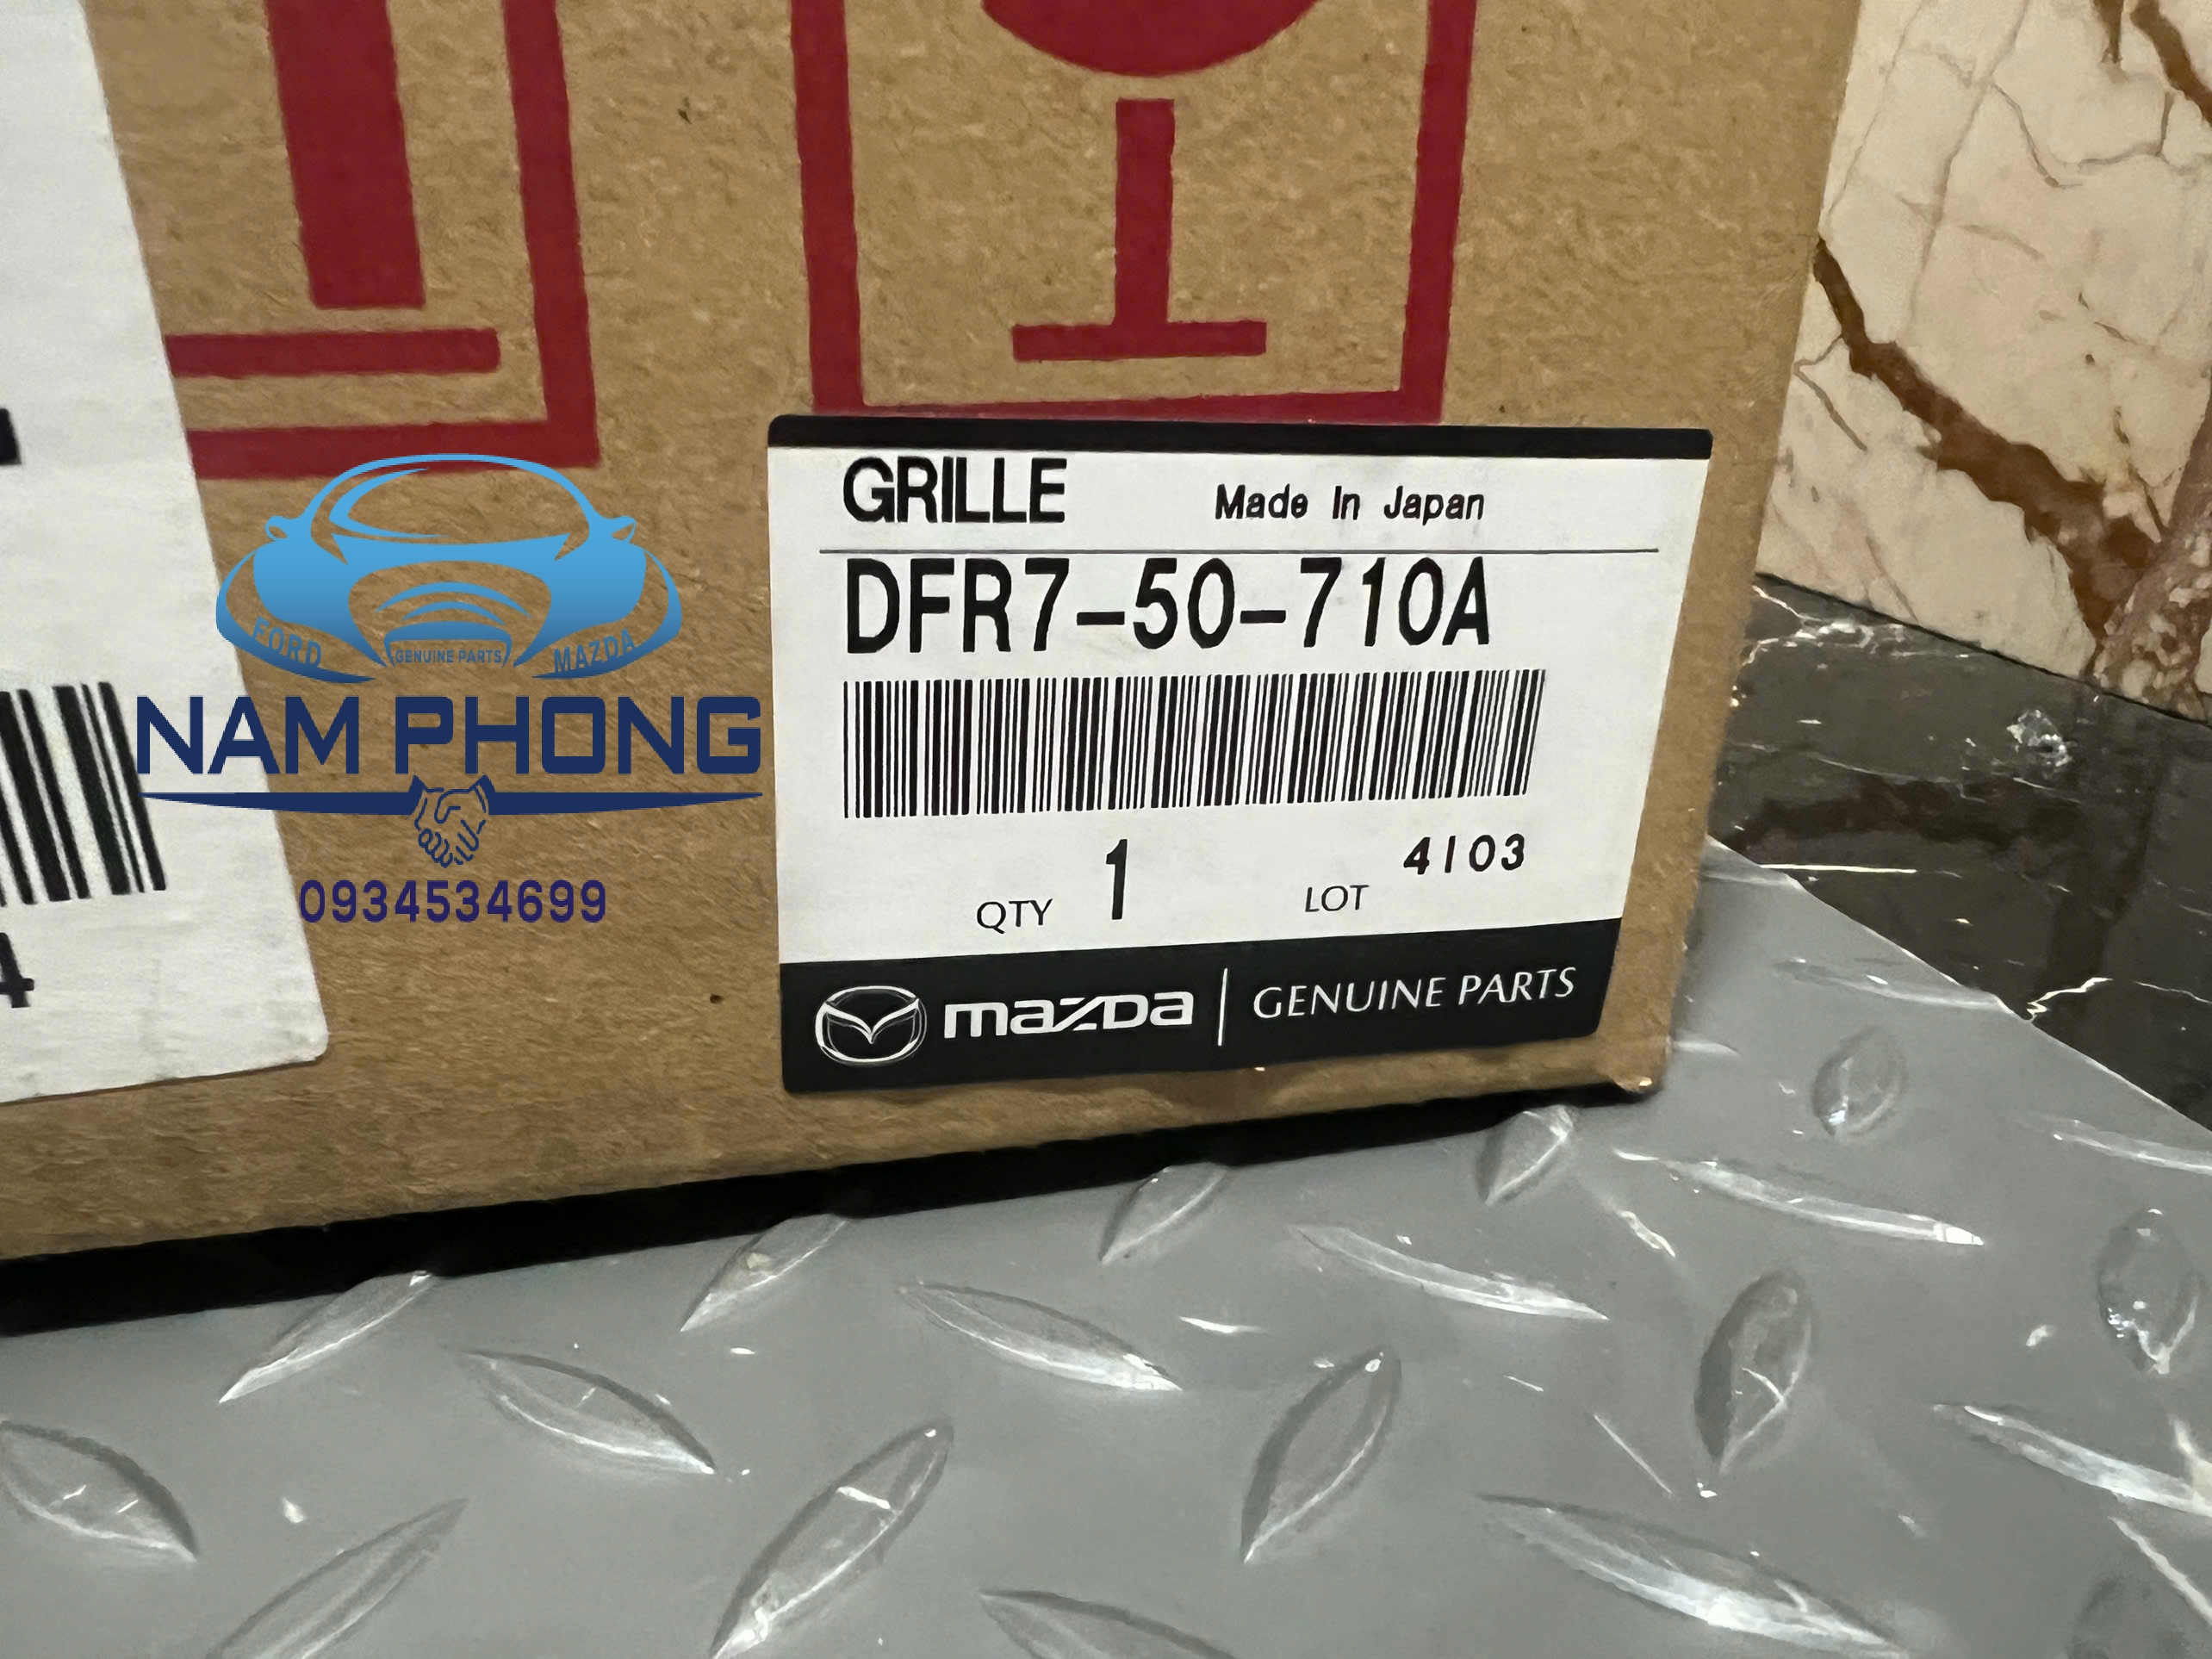 GRILLE Made In Japan
DFR7-50-710A
QTY 1 LOT 4103
mazda GENUINE PARTS
FORD GENUINE PARTS MAZDA
NAM PHONG
0934534699
4